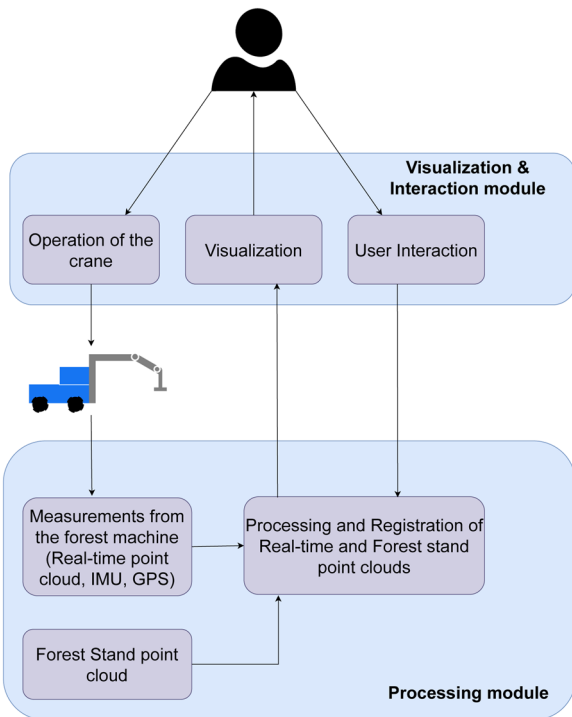 Visualization &
Interaction module
Operation of the
crane
Visualization
User Interaction
Measurements from
the forest machine
(Real-time point
cloud, IMU, GPS)
Processing and Registration of
Real-time and Forest stand
point clouds
Forest Stand point
cloud
Processing module